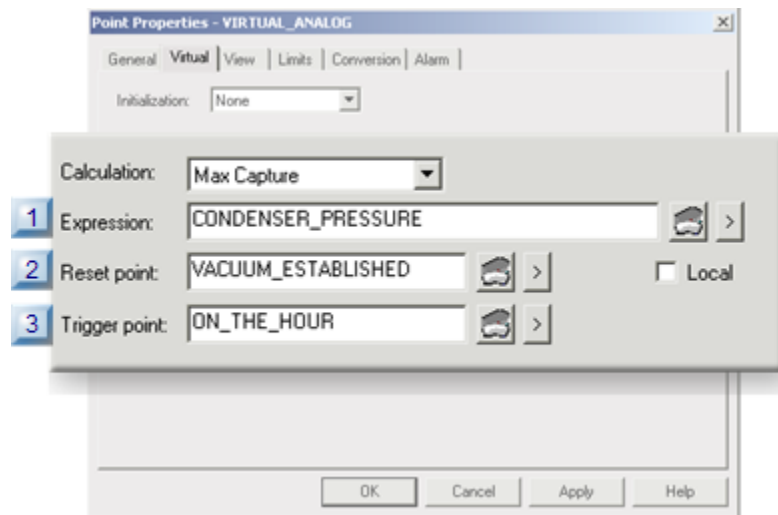 Point Properties - VIRTUAL_ANALOG
General Virtual View Limits Conversion Alarm
Initialization: None
Calculation: Max Capture
1 Expression: CONDENSER_PRESSURE >
2 Reset point: VACUUM_ESTABLISHED > Local
3 Trigger point: ON_THE_HOUR >
OK Cancel Apply Help